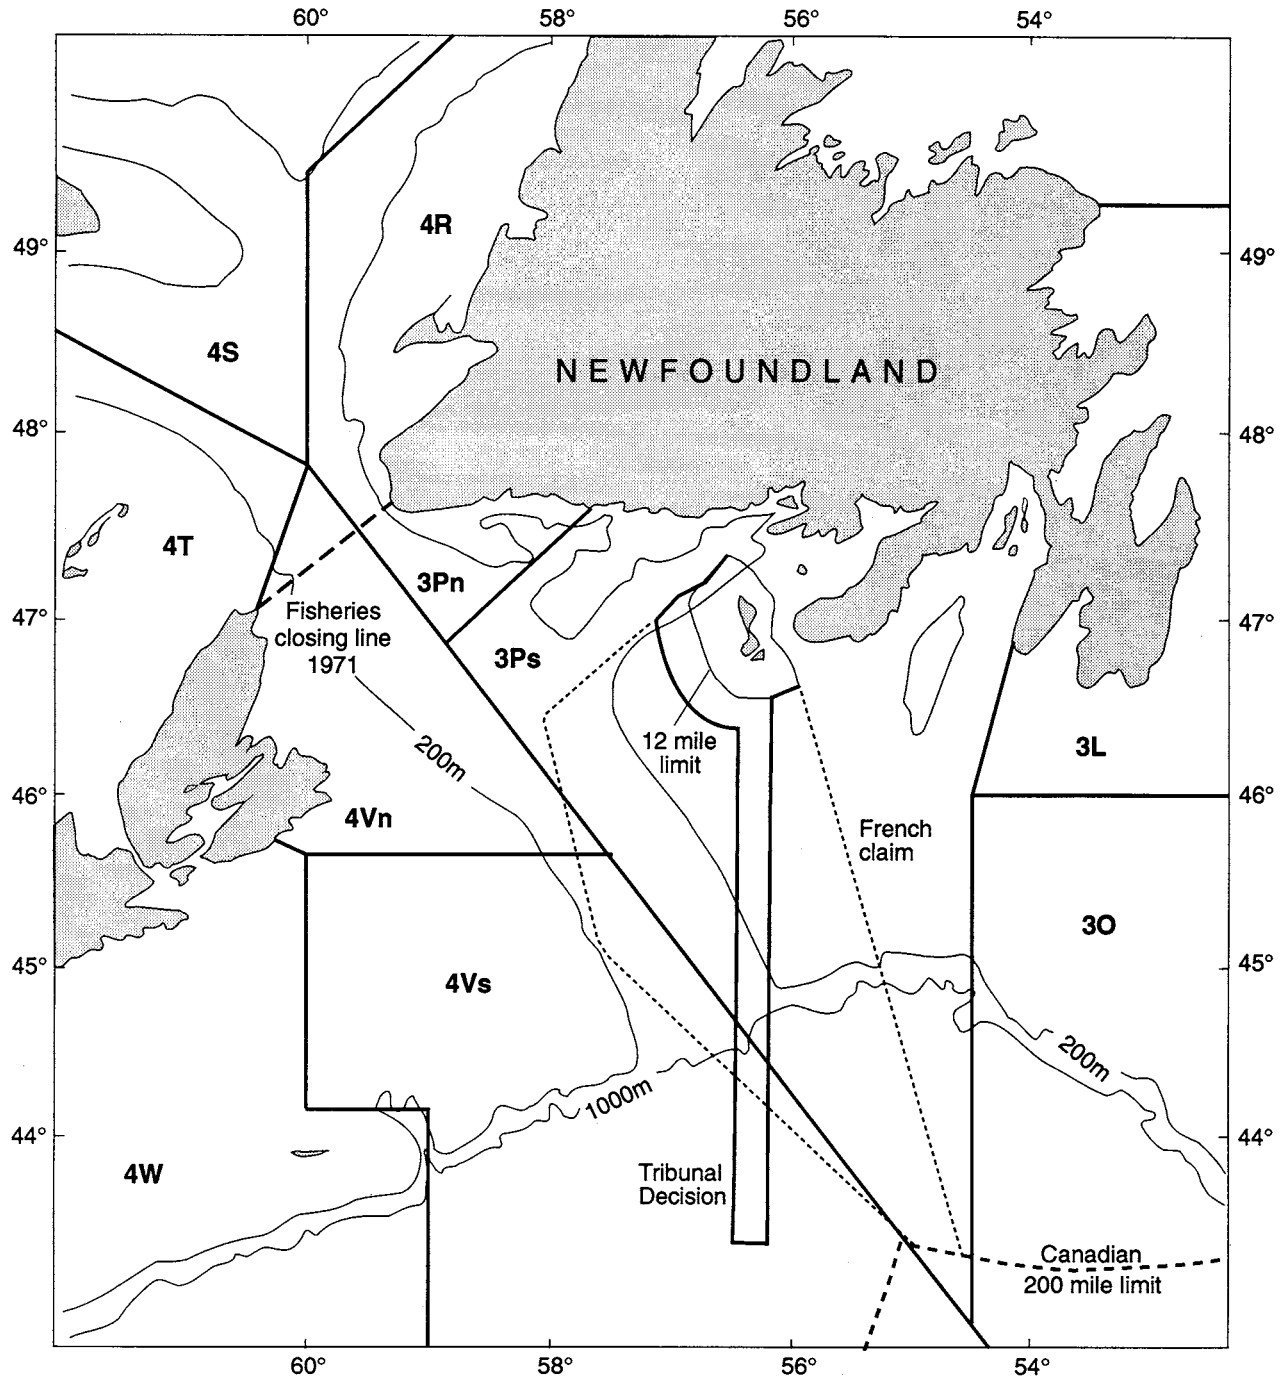 60° 58° 56° 54°
4R
49° 49°
4S
NEWFOUNDLAND
48° 48°
4T
3Pn
Fisheries
closing line
1971
47° 47°
3Ps
12 mile
limit
3L
200m
46° 46°
4Vn
French
claim
3O
45° 45°
4Vs
200m
1000m
44° 44°
4W
Tribunal
Decision
Canadian
200 mile limit
60° 58° 56° 54°